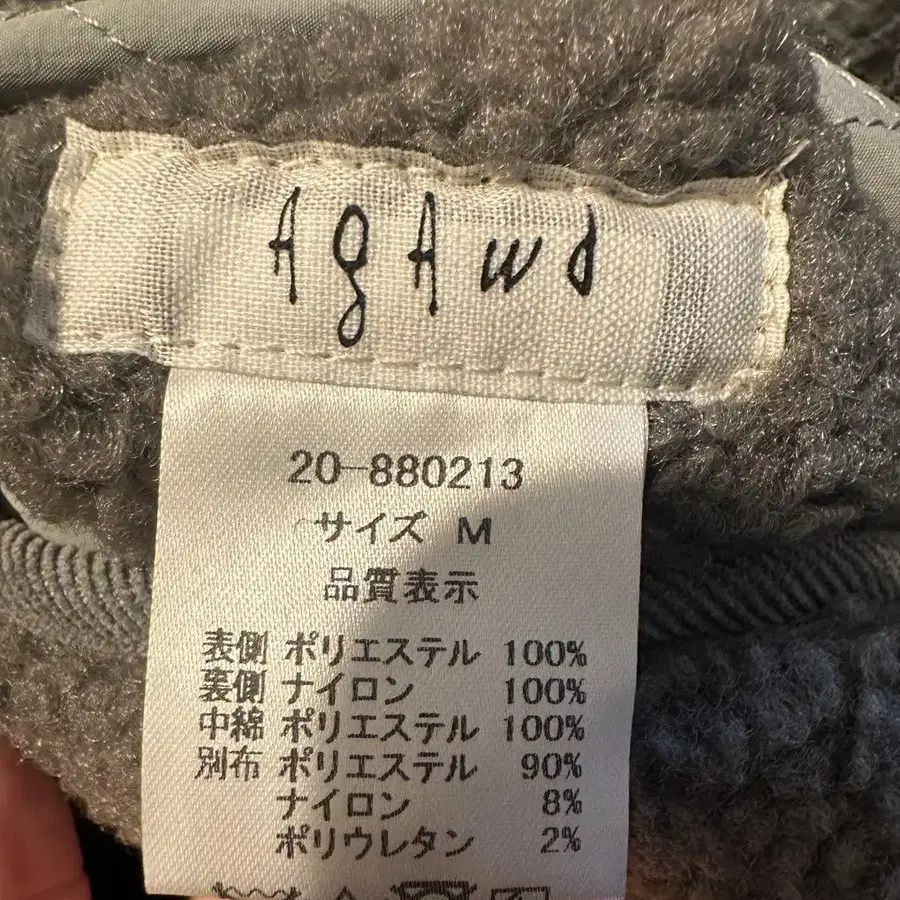 AgAwd
20-880213
サイズ M
品質表示
表側 ポリエステル 100%
裏側 ナイロン 100%
中綿 ポリエステル 100%
別布 ポリエステル 90%
ナイロン 8%
ポリウレタン 2%